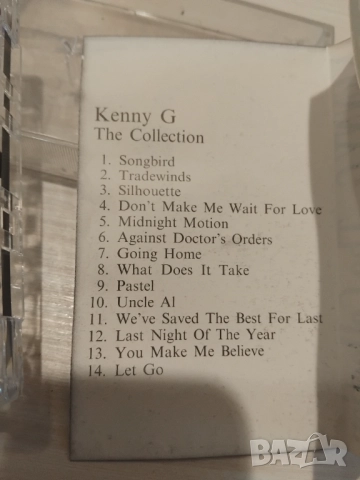 Kenny G
The Collection
1. Songbird
2. Tradewinds
3. Silhouette
4. Don't Make Me Wait For Love
5. Midnight Motion
6. Against Doctor's Orders
7. Going Home
8. What Does It Take
9. Pastel
10. Uncle Al
11. We've Saved The Best For Last
12. Last Night Of The Year
13. You Make Me Believe
14. Let Go
BAZAR